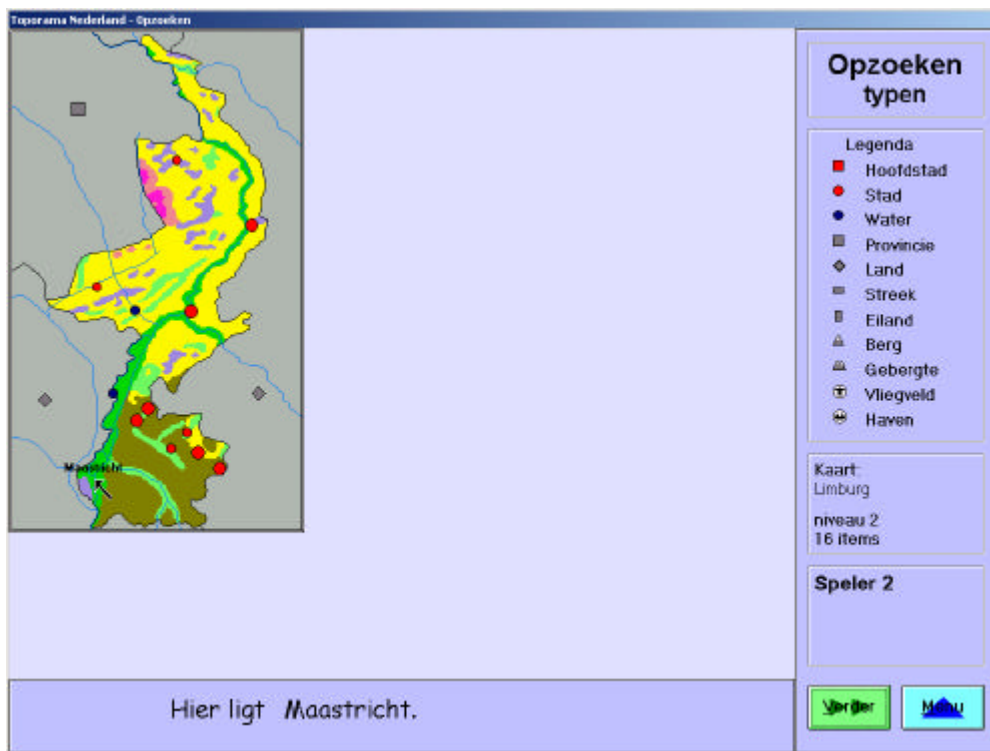 Toporama Nederland - Opzoeken
Maastricht
Hier ligt Maastricht.
Opzoeken
typen
Legenda
Hoofdstad
Stad
Water
Provincie
Land
Streek
Eiland
Berg
Gebergte
Vliegveld
Haven
Kaart:
Limburg
niveau 2
16 items
Speler 2
Verder
Menu